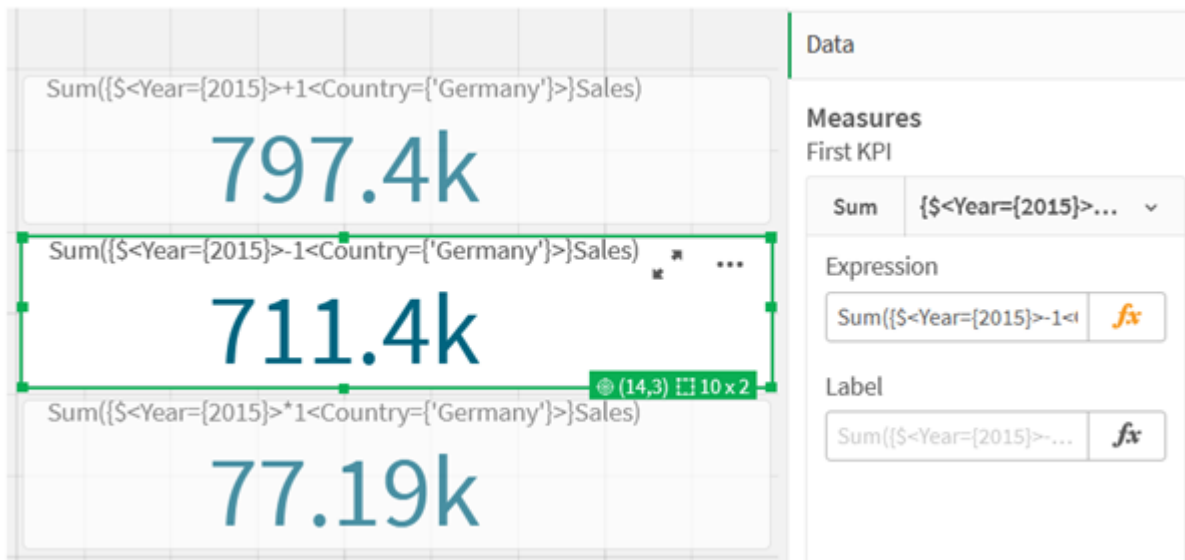 Sum({$<Year={2015}>+1<Country={'Germany'}>}Sales)
797.4k
Sum({$<Year={2015}>-1<Country={'Germany'}>}Sales)
711.4k
(14,3) 10 x 2
Sum({$<Year={2015}>*1<Country={'Germany'}>}Sales)
77.19k
Data
Measures
First KPI
Sum {$<Year={2015}>...
Expression
Sum({$<Year={2015}>-1<( fx
Label
Sum({$<Year={2015}>-... fx